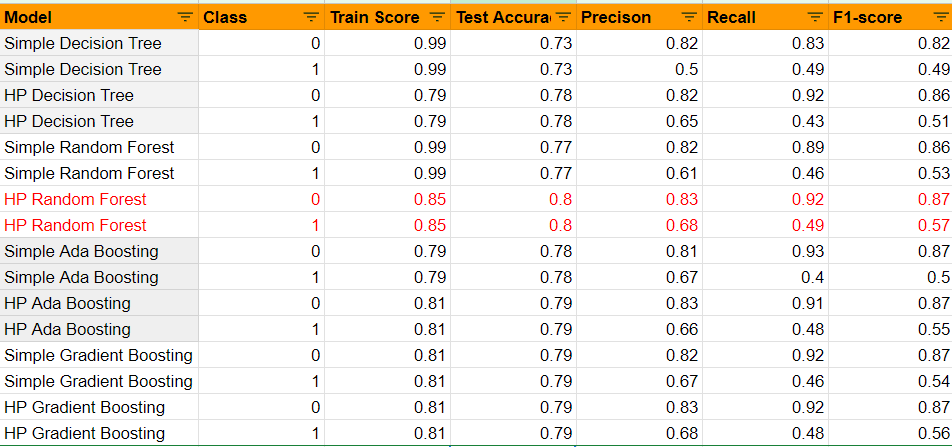 Model Class Train Score Test Accura Precison Recall F1-score
Simple Decision Tree 0 0.99 0.73 0.82 0.83 0.82
Simple Decision Tree 1 0.99 0.73 0.5 0.49 0.49
HP Decision Tree 0 0.79 0.78 0.82 0.92 0.86
HP Decision Tree 1 0.79 0.78 0.65 0.43 0.51
Simple Random Forest 0 0.99 0.77 0.82 0.89 0.86
Simple Random Forest 1 0.99 0.77 0.61 0.46 0.53
HP Random Forest 0 0.85 0.8 0.83 0.92 0.87
HP Random Forest 1 0.85 0.8 0.68 0.49 0.57
Simple Ada Boosting 0 0.79 0.78 0.81 0.93 0.87
Simple Ada Boosting 1 0.79 0.78 0.67 0.4 0.5
HP Ada Boosting 0 0.81 0.79 0.83 0.91 0.87
HP Ada Boosting 1 0.81 0.79 0.66 0.48 0.55
Simple Gradient Boosting 0 0.81 0.79 0.82 0.92 0.87
Simple Gradient Boosting 1 0.81 0.79 0.67 0.46 0.54
HP Gradient Boosting 0 0.81 0.79 0.83 0.92 0.87
HP Gradient Boosting 1 0.81 0.79 0.68 0.48 0.56